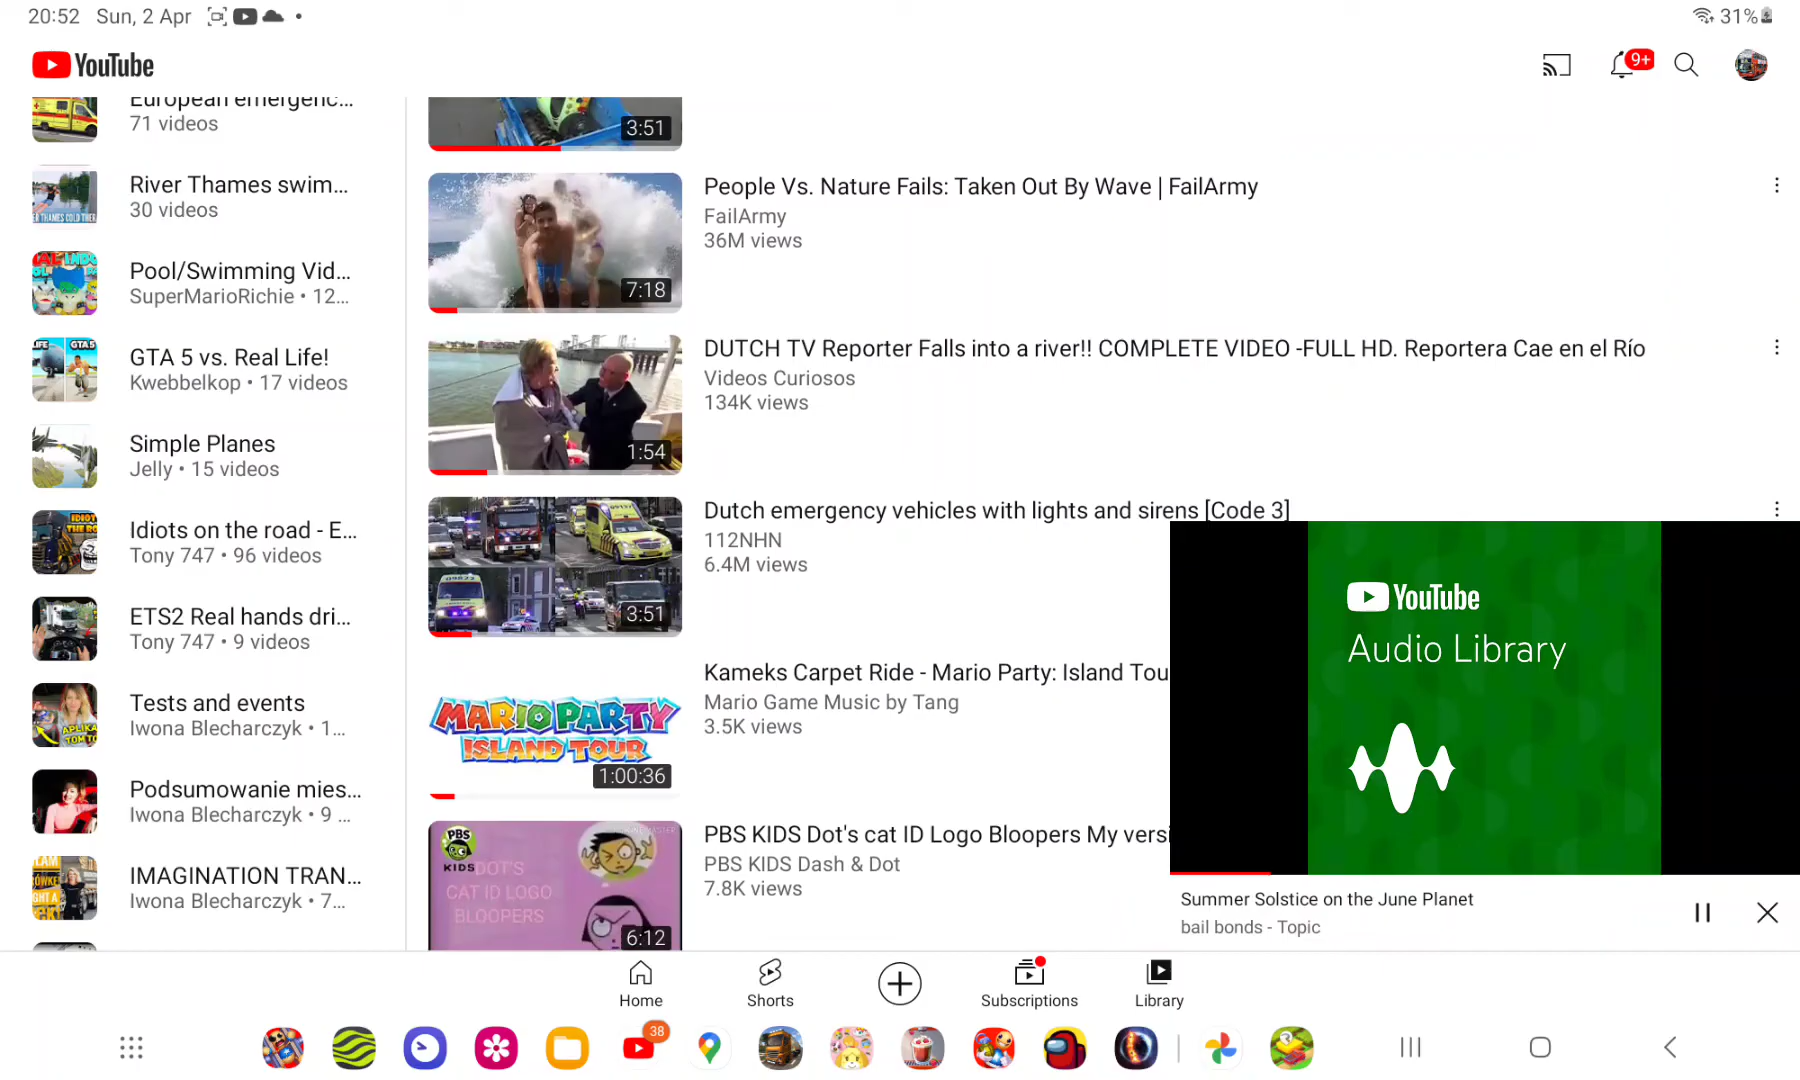 20:52 Sun, 2 Apr
31%
YouTube
9+
European emergenc...
71 videos
River Thames swim...
30 videos
Pool/Swimming Vid...
SuperMarioRichie • 12...
GTA 5 vs. Real Life!
Kwebbelkop • 17 videos
Simple Planes
Jelly • 15 videos
Idiots on the road - E...
Tony 747 • 96 videos
ETS2 Real hands dri...
Tony 747 • 9 videos
Tests and events
Iwona Blecharczyk • 1...
Podsumowanie mies...
Iwona Blecharczyk • 9 ...
IMAGINATION TRAN...
Iwona Blecharczyk • 7...
3:51
7:18
People Vs. Nature Fails: Taken Out By Wave | FailArmy
FailArmy
36M views
1:54
DUTCH TV Reporter Falls into a river!! COMPLETE VIDEO -FULL HD. Reportera Cae en el Río
Videos Curiosos
134K views
3:51
Dutch emergency vehicles with lights and sirens [Code 3]
112NHN
6.4M views
MARIO PARTY
ISLAND TOUR
1:00:36
Kameks Carpet Ride - Mario Party: Island Tou
Mario Game Music by Tang
3.5K views
PBS
KIDS
DOT'S
CAT ID LOGO
BLOOPERS
6:12
PBS KIDS Dot's cat ID Logo Bloopers My versi
PBS KIDS Dash & Dot
7.8K views
YouTube
Audio Library
Summer Solstice on the June Planet
bail bonds - Topic
Home
Shorts
Subscriptions
Library
38